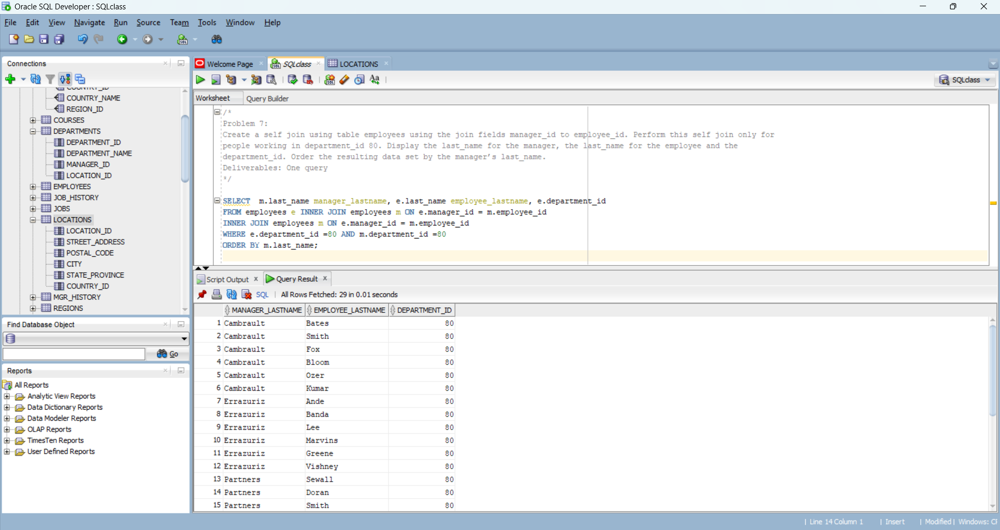 Oracle SQL Developer : SQLclass
File Edit View Navigate Run Source Team Tools Window Help
Connections
Welcome Page
SQLclass
LOCATIONS
SQLclass
Worksheet
Query Builder
COUNTRY_ID
COUNTRY_NAME
REGION_ID
COURSES
DEPARTMENTS
DEPARTMENT_ID
DEPARTMENT_NAME
MANAGER_ID
LOCATION_ID
EMPLOYEES
JOB_HISTORY
JOBS
LOCATIONS
LOCATION_ID
STREET_ADDRESS
POSTAL_CODE
CITY
STATE_PROVINCE
COUNTRY_ID
MGR_HISTORY
REGIONS
Find Database Object
Go
Reports
All Reports
Analytic View Reports
Data Dictionary Reports
Data Modeler Reports
OLAP Reports
TimesTen Reports
User Defined Reports
/*
Problem 7:
Create a self join using table employees using the join fields manager_id to employee_id. Perform this self join only for
people working in department_id 80. Display the last_name for the manager, the last_name for the employee and the
department_id. Order the resulting data set by the manager's last_name.
Deliverables: One query
*/
SELECT  m.last_name manager_lastname, e.last_name employee_lastname, e.department_id
FROM employees e INNER JOIN employees m ON e.manager_id = m.employee_id
INNER JOIN employees m ON e.manager_id = m.employee_id
WHERE e.department_id =80 AND m.department_id =80
ORDER BY m.last_name;
Script Output x
Query Result x
SQL | All Rows Fetched: 29 in 0.01 seconds
MANAGER_LASTNAME EMPLOYEE_LASTNAME DEPARTMENT_ID
1 Cambrault Bates 80
2 Cambrault Smith 80
3 Cambrault Fox 80
4 Cambrault Bloom 80
5 Cambrault Ozer 80
6 Cambrault Kumar 80
7 Errazuriz Ande 80
8 Errazuriz Banda 80
9 Errazuriz Lee 80
10 Errazuriz Marvins 80
11 Errazuriz Greene 80
12 Errazuriz Vishney 80
13 Partners Sewall 80
14 Partners Doran 80
15 Partners Smith 80
| Line 14 Column 1 | Insert | Modified | Windows: CF